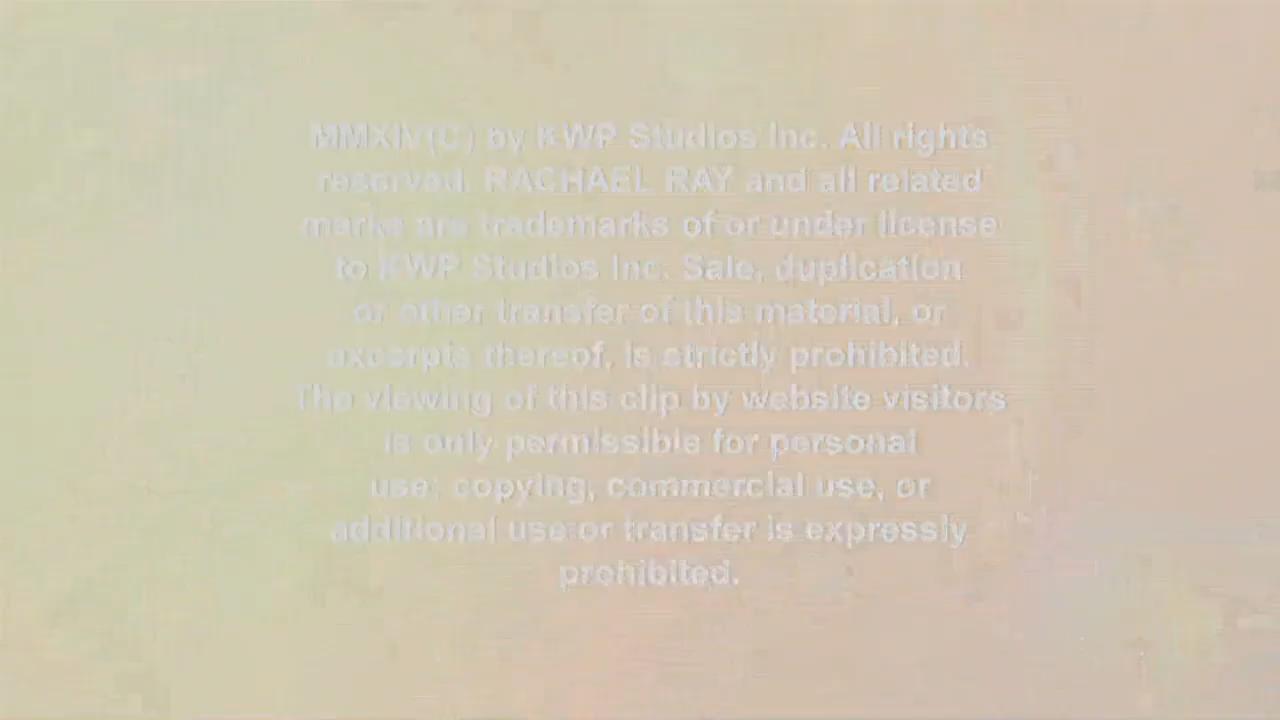 MMXIV(C) by KWP Studios Inc. All rights
reserved. RACHAEL RAY and all related
marks are trademarks of or under license
to KWP Studios Inc. Sale, duplication
or other transfer of this material, or
excerpts thereof, is strictly prohibited.
The viewing of this clip by website visitors
is only permissible for personal
use; copying, commercial use, or
additional use or transfer is expressly
prohibited.